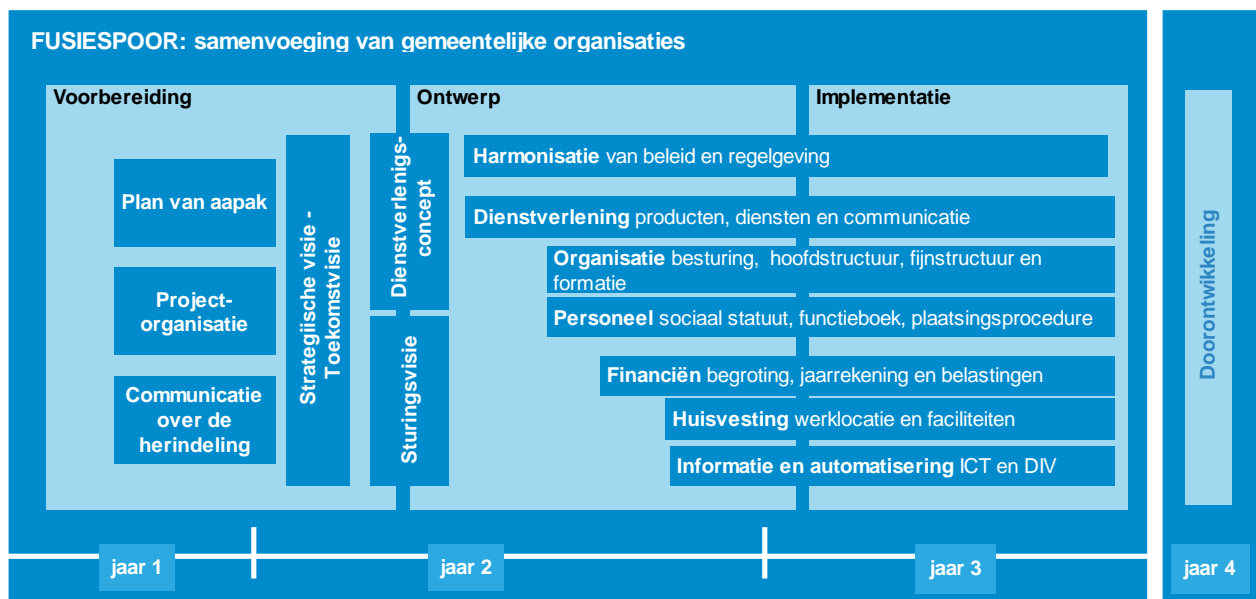 FUSIESPOOR: samenvoeging van gemeentelijke organisaties
Voorbereiding
Plan van aapak
Project-
organisatie
Communicatie
over de
herindeling
Strategiische visie -
Toekomstvisie
Ontwerp
Dienstverlenigs-
concept
Sturingsvisie
Implementatie
Harmonisatie van beleid en regelgeving
Dienstverlening producten, diensten en communicatie
Organisatie besturing, hoofdstructuur, fijnstructuur en
formatie
Personeel sociaal statuut, functieboek, plaatsingsprocedure
Financiën begroting, jaarrekening en belastingen
Huisvesting werklocatie en faciliteiten
Informatie en automatisering ICT en DIV
Doorontwikkeling
jaar 1
jaar 2
jaar 3
jaar 4